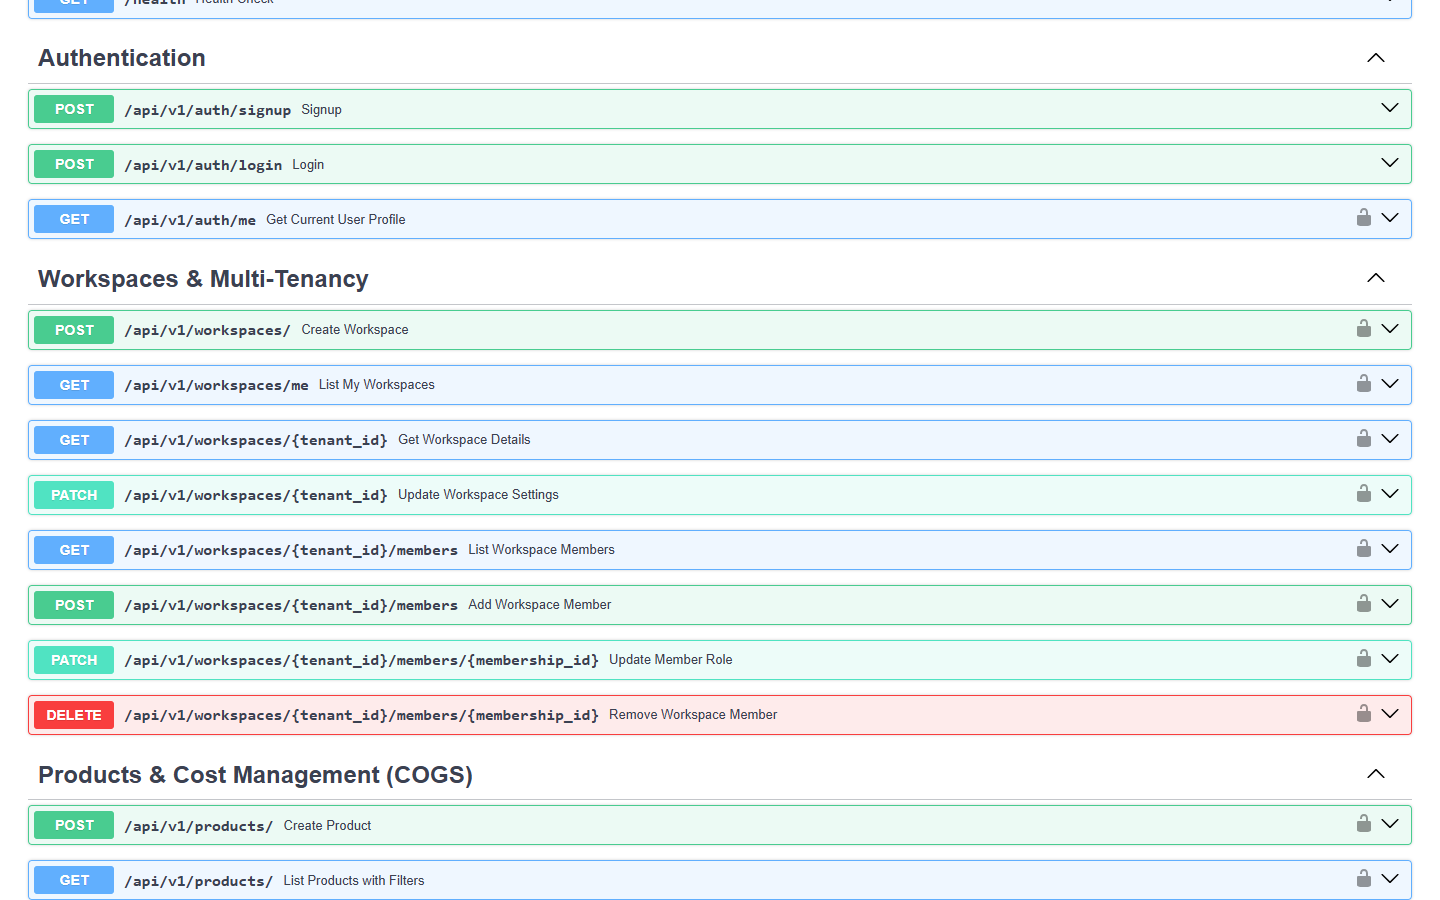 GET /health Health Check
Authentication
POST /api/v1/auth/signup Signup
POST /api/v1/auth/login Login
GET /api/v1/auth/me Get Current User Profile
Workspaces & Multi-Tenancy
POST /api/v1/workspaces/ Create Workspace
GET /api/v1/workspaces/me List My Workspaces
GET /api/v1/workspaces/{tenant_id} Get Workspace Details
PATCH /api/v1/workspaces/{tenant_id} Update Workspace Settings
GET /api/v1/workspaces/{tenant_id}/members List Workspace Members
POST /api/v1/workspaces/{tenant_id}/members Add Workspace Member
PATCH /api/v1/workspaces/{tenant_id}/members/{membership_id} Update Member Role
DELETE /api/v1/workspaces/{tenant_id}/members/{membership_id} Remove Workspace Member
Products & Cost Management (COGS)
POST /api/v1/products/ Create Product
GET /api/v1/products/ List Products with Filters